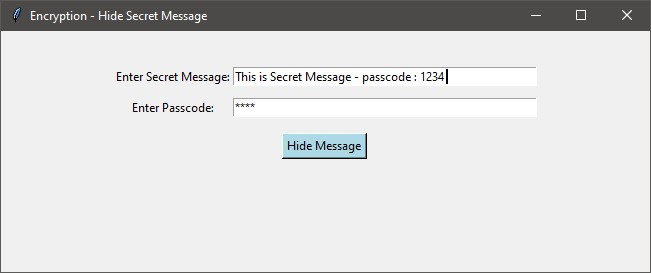 Encryption - Hide Secret Message
Enter Secret Message: This is Secret Message - passcode : 1234
Enter Passcode: ****
Hide Message